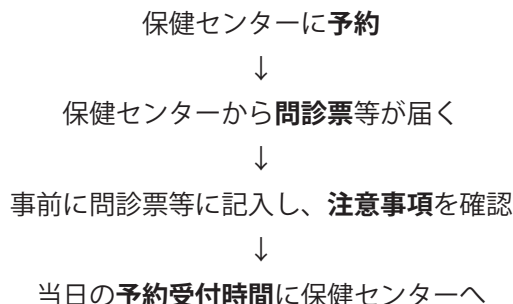 保健センターに予約
↓
保健センターから問診票等が届く
↓
事前に問診票等に記入し、注意事項を確認
↓
当日の予約受付時間に保健センターへ